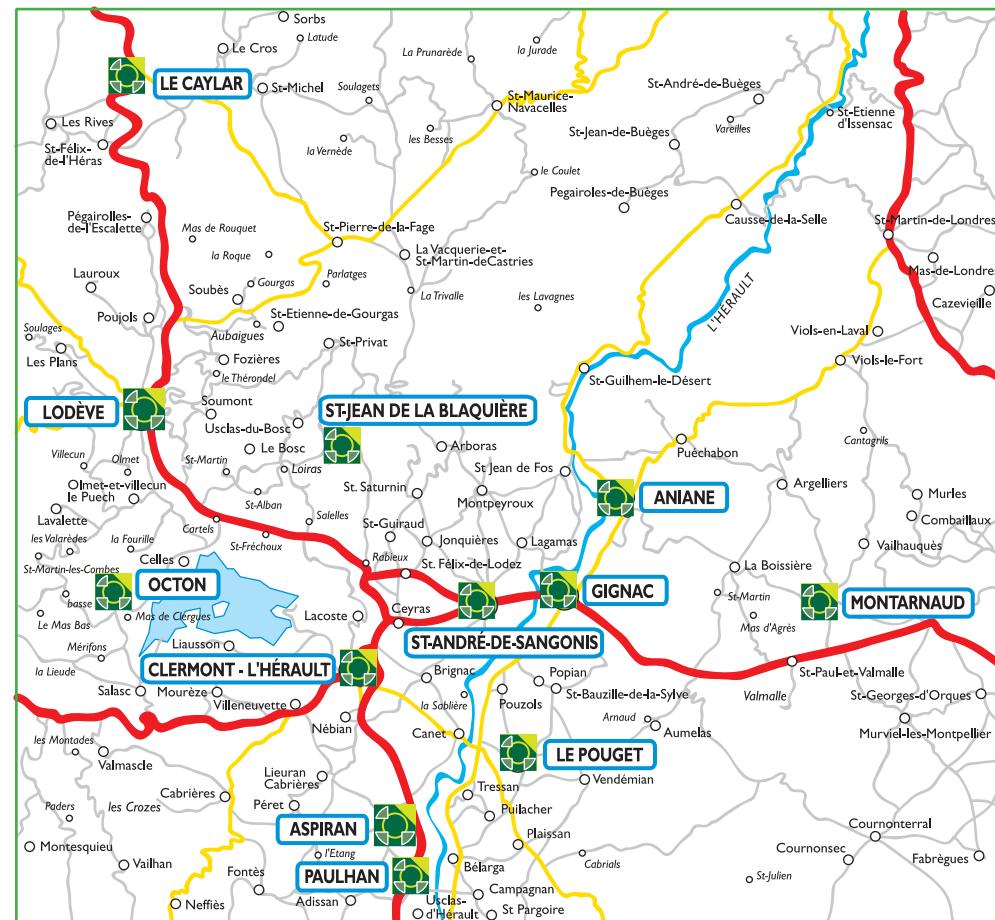 Sorbs
Latude
Le Cros
la Jurade
La Prunarède
LE CAYLAR
St-Michel
Soulagets
St-Maurice-
Navacelles
St-André-de-Buèges
Vareilles
St-Etienne
d'Issensac
Les Rives
St-Félix-
de-l'Héras
la Vernède
les Besses
St-Jean-de-Buèges
le Coulet
Pegairoles-de-Buèges
Causse-de-la-Selle
St-Martin-de-Londres
Pégairolles-
de-l'Escalette
Mas de Rouquet
St-Pierre-de-la-Fage
la Roque
La Vacquerie-et-
St-Martin-deCastries
Mas-de-Londres
Lauroux
Gourgas
Parlatges
La Trivalle
les Lavagnes
L'HÉRAULT
Cazevieille
Soubès
Poujols
St-Etienne-de-Gourgas
Soulages
Aubaigues
Viols-en-Laval
Les Plans
St-Privat
Fozières
Viols-le-Fort
le Thérondel
St-Guilhem-le-Désert
LODÈVE
Soumont
ST-JEAN DE LA BLAQUIÈRE
Usclas-du-Bosc
Le Bosc
Arboras
Puèchabon
Cantagrils
Villecun
Olmet
St-Martin
Loiras
St Jean de Fos
Olmet-et-villecun
le Puech
St. Saturnin
Montpeyroux
ANIANE
Argelliers
Murles
Lavalette
St-Alban
Combaillaux
Cartels
Salelles
St-Guiraud
les Valarèdes
la Fourille
St-Fréchoux
Jonquières
Lagamas
Vailhauquès
St-Martin-les-Combes
Celles
Rabieux
St. Félix-de-Lodez
La Boissière
OCTON
basse
GIGNAC
St-Martin
MONTARNAUD
Le Mas Bas
Mas de Clergues
Lacoste
Ceyras
Mas d'Agrès
Mérifons
Liausson
ST-ANDRÉ-DE-SANGONIS
la Lieude
CLERMONT - L'HÉRAULT
St-Paul-et-Valmalle
Salasc
Mourèze
Brignac
Popian
Valmalle
Villeneuvette
la Sablière
Pouzols
St-Bauzille-de-la-Sylve
St-Georges-d'Orques
Nébian
Arnaud
Aumelas
Murviel-les-Montpellier
les Montades
Canet
Valmascle
LE POUGET
Lieuran
Cabrières
Vendémian
Cabrières
Tressan
Paders
les Crozes
Péret
Puilacher
ASPIRAN
Cournonterral
Montesquieu
l'Etang
Plaissan
Vailhan
PAULHAN
Bélarga
Cabrials
Cournonsec
Fabrègues
Fontès
St-Julien
Neffiès
Adissan
Usclas-
d'Hérault
Campagnan
St Pargoire